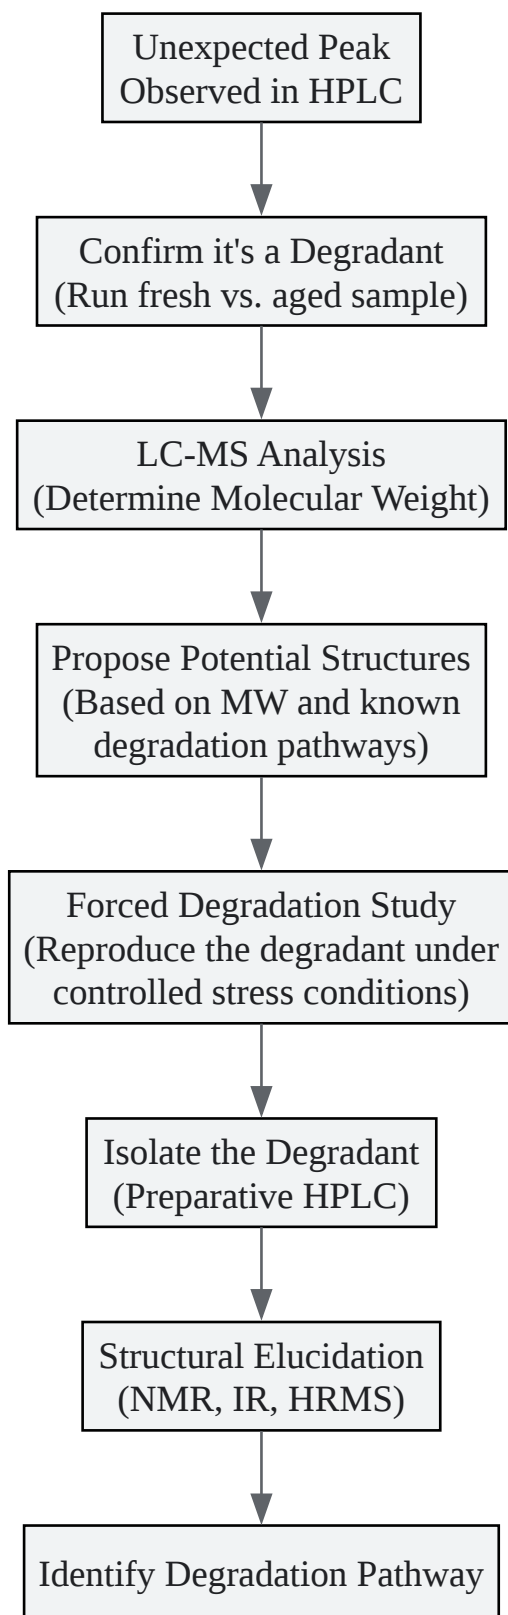 Unexpected Peak
Observed in HPLC
Confirm it's a Degradant
(Run fresh vs. aged sample)
LC-MS Analysis
(Determine Molecular Weight)
Propose Potential Structures
(Based on MW and known
degradation pathways)
Forced Degradation Study
(Reproduce the degradant under
controlled stress conditions)
Isolate the Degradant
(Preparative HPLC)
Structural Elucidation
(NMR, IR, HRMS)
Identify Degradation Pathway